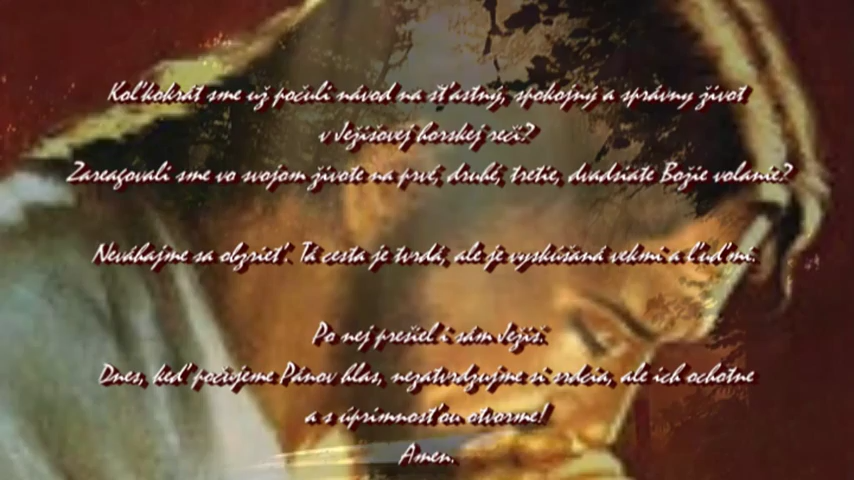 Koľkokrát sme už počuli návod na šťastný, spokojný a správny život
v Ježišovej horskej reči?
Zareagovali sme vo svojom živote na prvé, druhé, tretie, dvadsiate Božie volanie?
Neváhajme sa obzrieť. Tá cesta je tvrdá, ale je vyskúšaná vekmi a ľuďmi.
Po nej prešiel i sám Ježiš.
Dnes, keď počujeme Pánov hlas, nezatvrdzujme si srdcia, ale ich ochotne
a s úprimnosťou otvorme!
Amen.